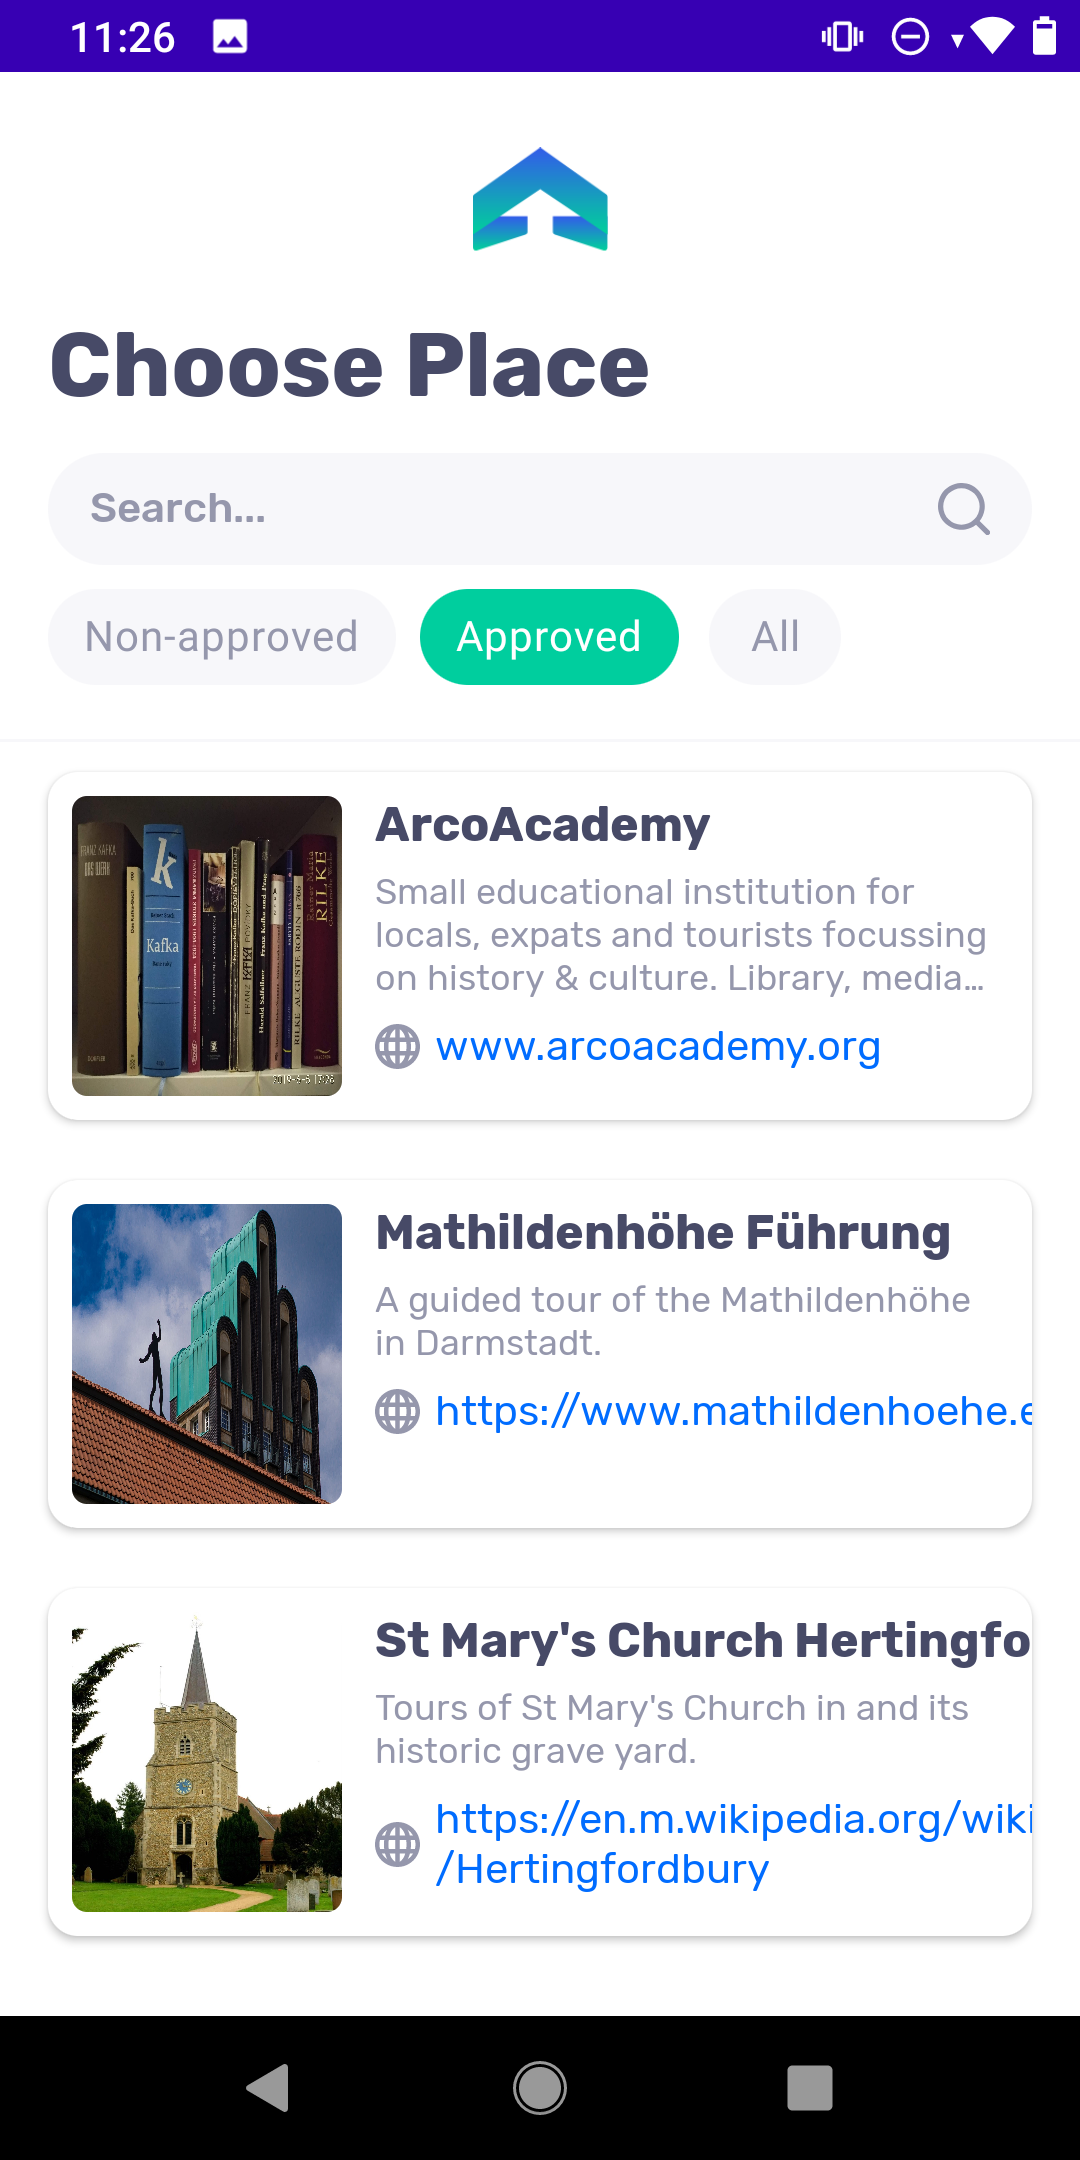 11:26
Choose Place
Search...
Non-approved Approved All
ArcoAcademy
Small educational institution for
locals, expats and tourists focussing
on history & culture. Library, media...
www.arcoacademy.org
FRANZ KAFKA
k
Kafka
RILKE
Mathildenhöhe Führung
A guided tour of the Mathildenhöhe
in Darmstadt.
https://www.mathildenhoehe.e
St Mary's Church Hertingfo
Tours of St Mary's Church in and its
historic grave yard.
https://en.m.wikipedia.org/wiki
/Hertingfordbury